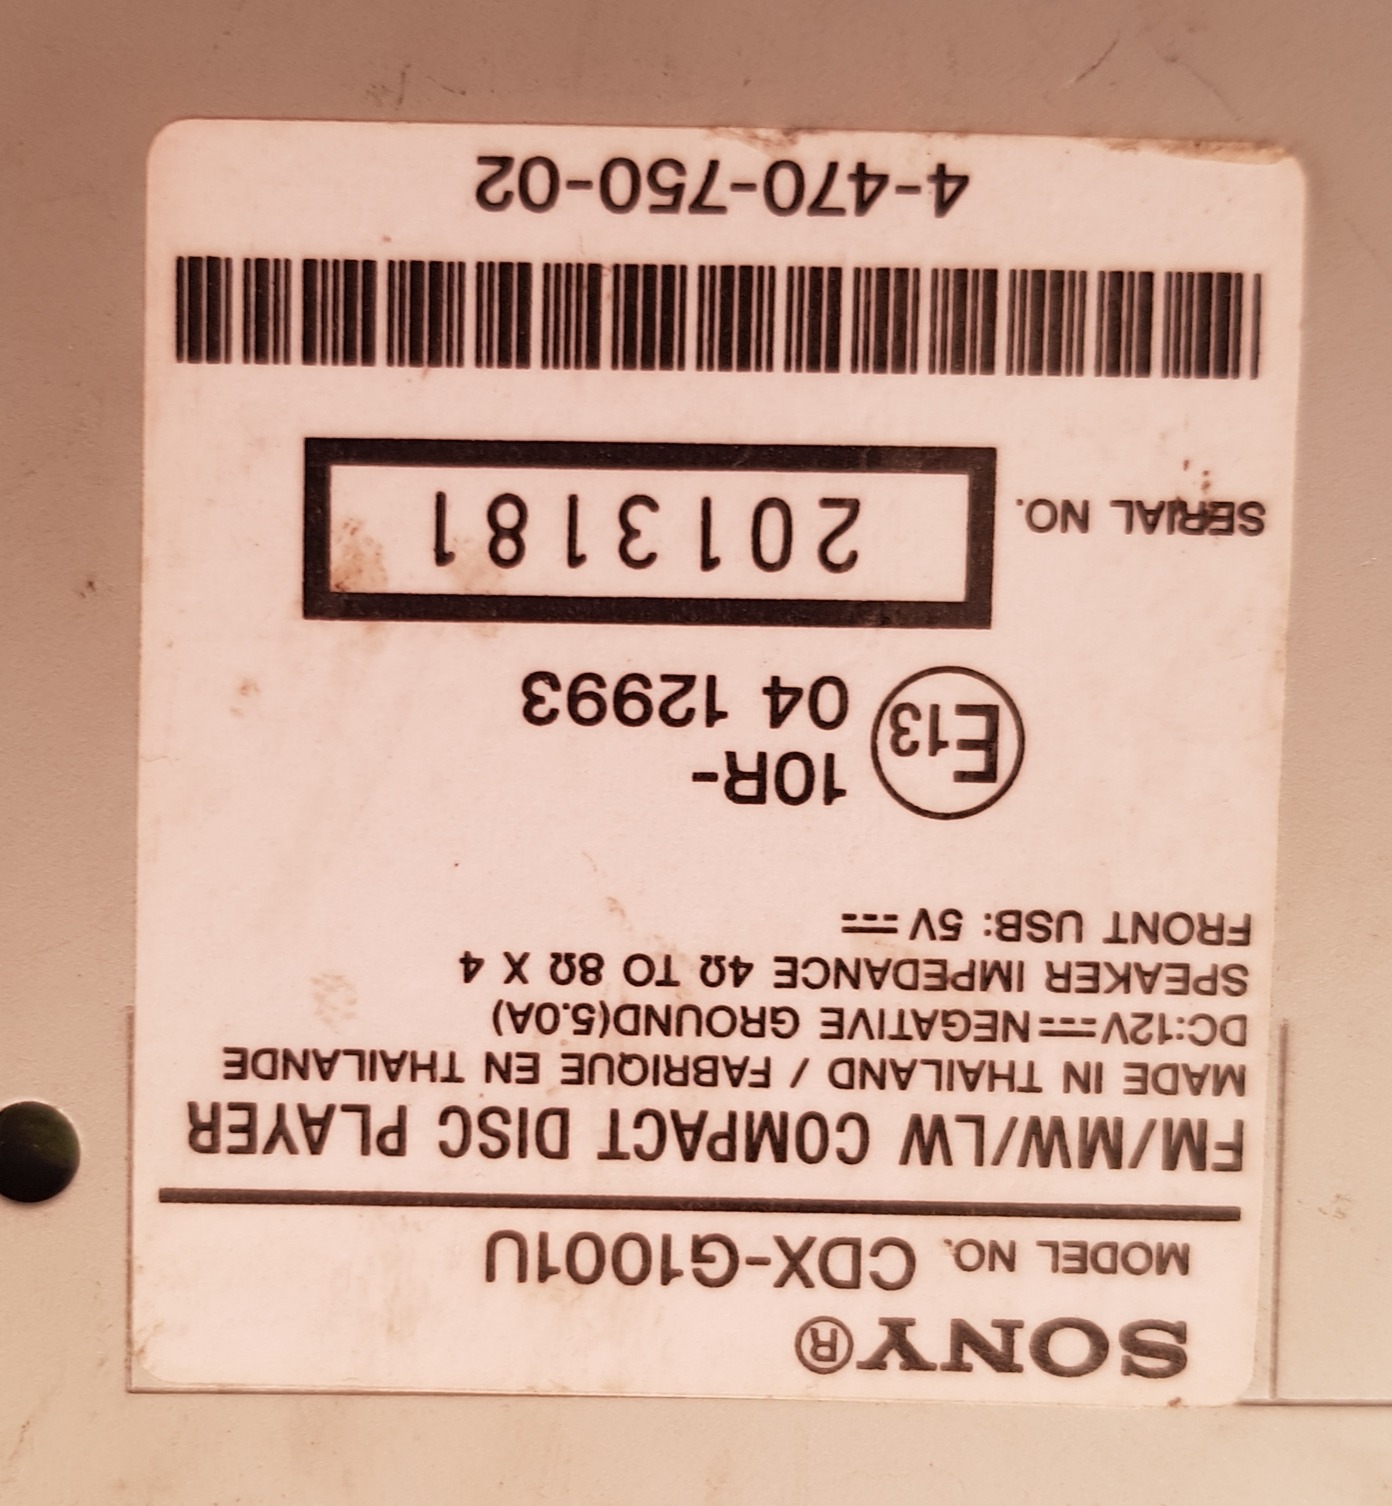 SONY®
MODEL NO. CDX-G1001U
FM/MW/LW COMPACT DISC PLAYER
MADE IN THAILAND / FABRIQUE EN THAILANDE
DC:12V⎓NEGATIVE GROUND(5.0A)
SPEAKER IMPEDANCE 4Ω TO 8Ω X 4
FRONT USB: 5V ⎓
E13 10R-
04 12993
SERIAL NO. 2013181
4-470-750-02